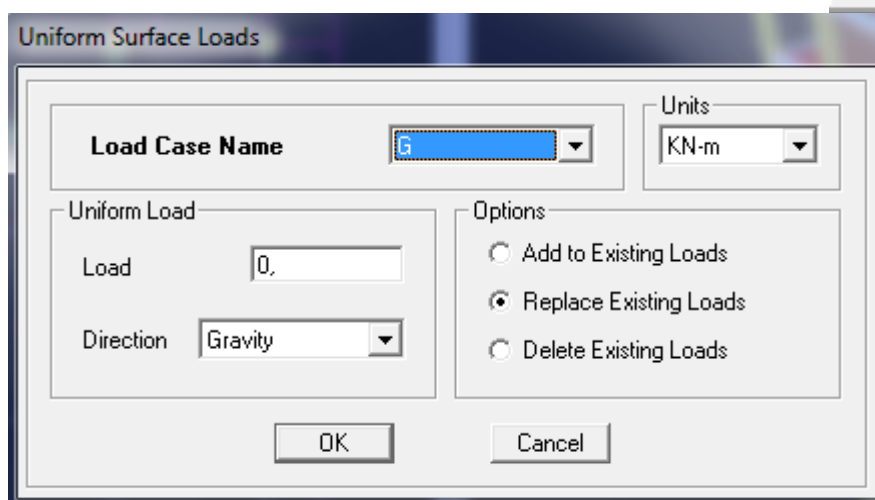 Uniform Surface Loads
Load Case Name
G
Units
KN-m
Uniform Load
Load
0,
Direction
Gravity
Options
Add to Existing Loads
Replace Existing Loads
Delete Existing Loads
OK
Cancel